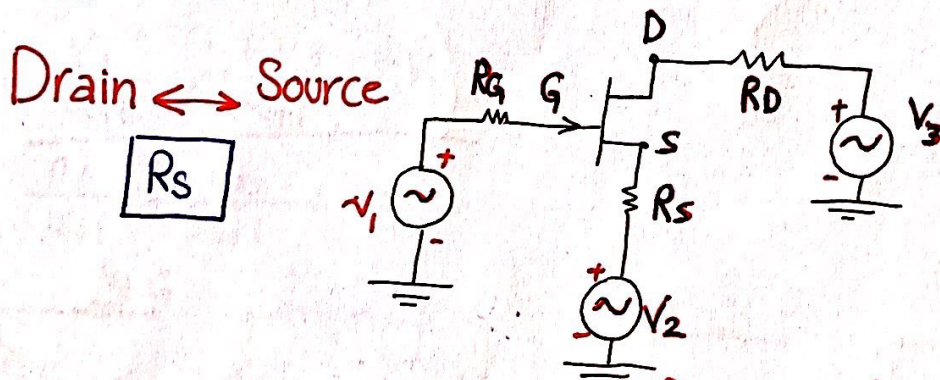 Drain ↔ Source
Rs
RG
G
D
RD
S
Rs
V1
+
-
V2
+
-
V3
+
-